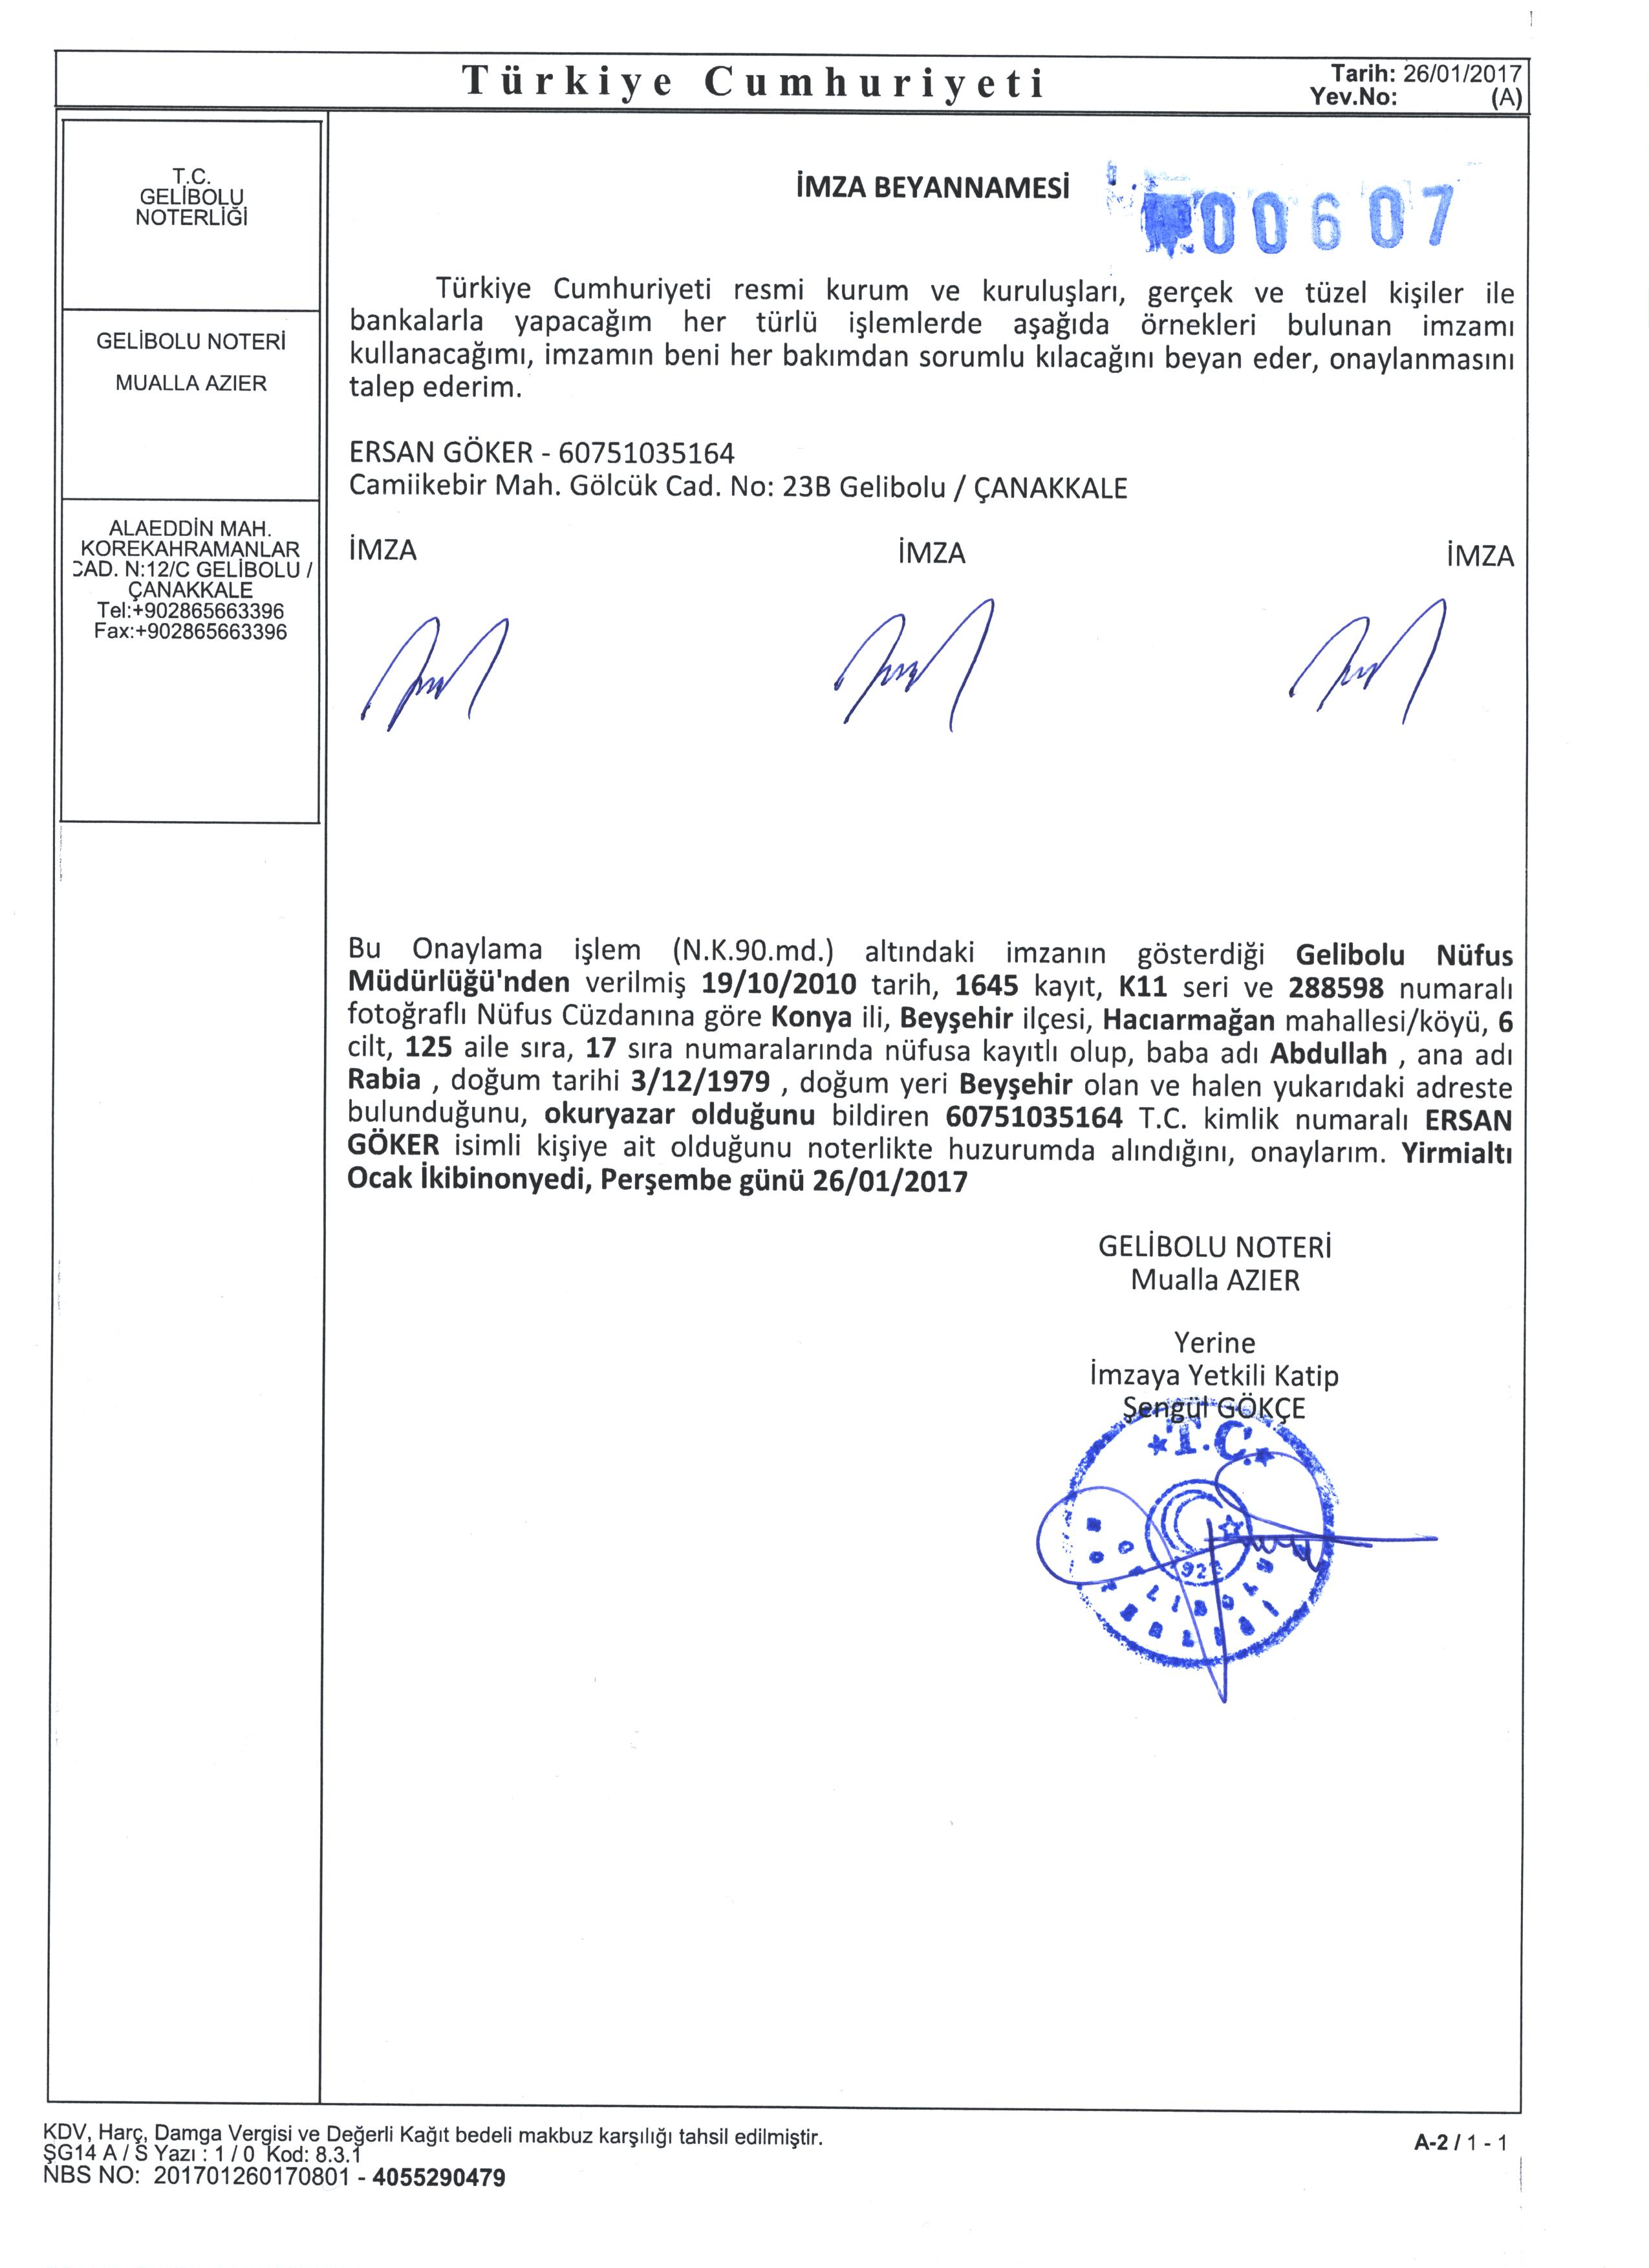 Türkiye Cumhuriyeti
Tarih: 26/01/2017
Yev.No: (A)
T.C.
GELİBOLU
NOTERLİĞİ
GELİBOLU NOTERİ
MUALLA AZIER
ALAEDDİN MAH.
KOREKAHRAMANLAR
CAD. N:12/C GELİBOLU /
ÇANAKKALE
Tel:+902865663396
Fax:+902865663396
İMZA BEYANNAMESİ
00607
Türkiye Cumhuriyeti resmi kurum ve kuruluşları, gerçek ve tüzel kişiler ile
bankalarla yapacağım her türlü işlemlerde aşağıda örnekleri bulunan imzamı
kullanacağımı, imzamın beni her bakımdan sorumlu kılacağını beyan eder, onaylanmasını
talep ederim.
ERSAN GÖKER - 60751035164
Camiikebir Mah. Gölcük Cad. No: 23B Gelibolu / ÇANAKKALE
İMZA İMZA İMZA
Bu Onaylama işlem (N.K.90.md.) altındaki imzanın gösterdiği Gelibolu Nüfus
Müdürlüğü'nden verilmiş 19/10/2010 tarih, 1645 kayıt, K11 seri ve 288598 numaralı
fotoğraflı Nüfus Cüzdanına göre Konya ili, Beyşehir ilçesi, Hacıarmağan mahallesi/köyü, 6
cilt, 125 aile sıra, 17 sıra numaralarında nüfusa kayıtlı olup, baba adı Abdullah , ana adı
Rabia , doğum tarihi 3/12/1979 , doğum yeri Beyşehir olan ve halen yukarıdaki adreste
bulunduğunu, okuryazar olduğunu bildiren 60751035164 T.C. kimlik numaralı ERSAN
GÖKER isimli kişiye ait olduğunu noterlikte huzurumda alındığını, onaylarım. Yirmialtı
Ocak İkibinonyedi, Perşembe günü 26/01/2017
GELİBOLU NOTERİ
Mualla AZIER
Yerine
İmzaya Yetkili Katip
Şengül GÖKÇE
T.C.
KDV, Harç, Damga Vergisi ve Değerli Kağıt bedeli makbuz karşılığı tahsil edilmiştir.
ŞG14 A / S Yazı : 1 / 0 Kod: 8.3.1
NBS NO: 201701260170801 - 4055290479
A-2 / 1 - 1